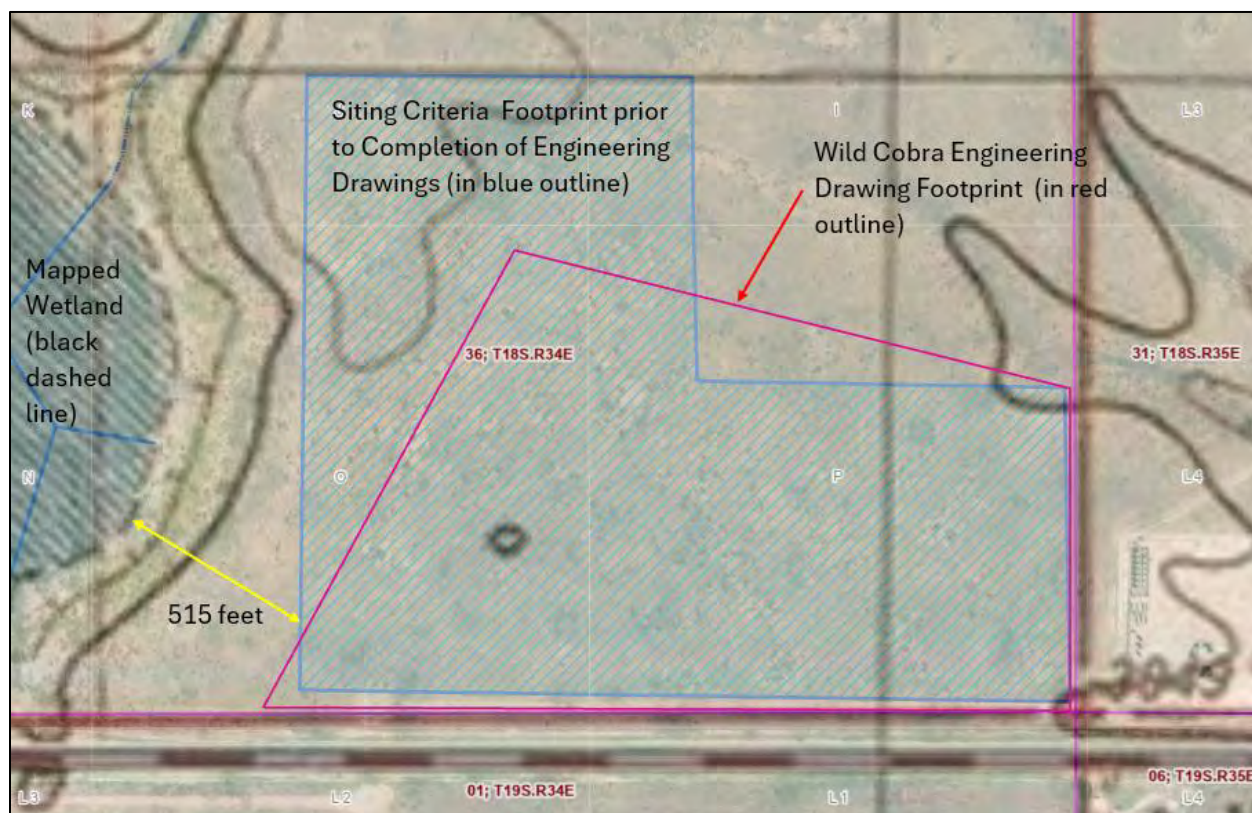 Siting Criteria Footprint prior
to Completion of Engineering
Drawings (in blue outline)
Wild Cobra Engineering
Drawing Footprint (in red
outline)
Mapped
Wetland
(black
dashed
line)
515 feet
K
I
L3
36; T18S.R34E
31; T18S.R35E
N
O
P
L4
01; T19S.R34E
06; T19S.R35E
L3
L2
L1
L4